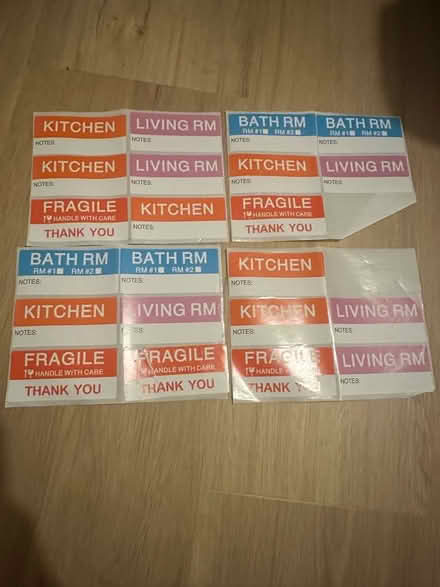 KITCHEN
NOTES:
LIVING RM
NOTES:
KITCHEN
NOTES:
LIVING RM
NOTES:
FRAGILE
HANDLE WITH CARE
THANK YOU
KITCHEN
NOTES:
BATH RM
RM #1 RM #2
NOTES:
BATH RM
RM #1 RM #2
NOTES:
KITCHEN
NOTES:
LIVING RM
NOTES:
FRAGILE
HANDLE WITH CARE
THANK YOU
BATH RM
RM #1 RM #2
NOTES:
BATH RM
RM #1 RM #2
NOTES:
KITCHEN
NOTES:
LIVING RM
NOTES:
FRAGILE
HANDLE WITH CARE
THANK YOU
FRAGILE
HANDLE WITH CARE
THANK YOU
KITCHEN
NOTES:
KITCHEN
NOTES:
LIVING RM
NOTES:
FRAGILE
HANDLE WITH CARE
THANK YOU
LIVING RM
NOTES: